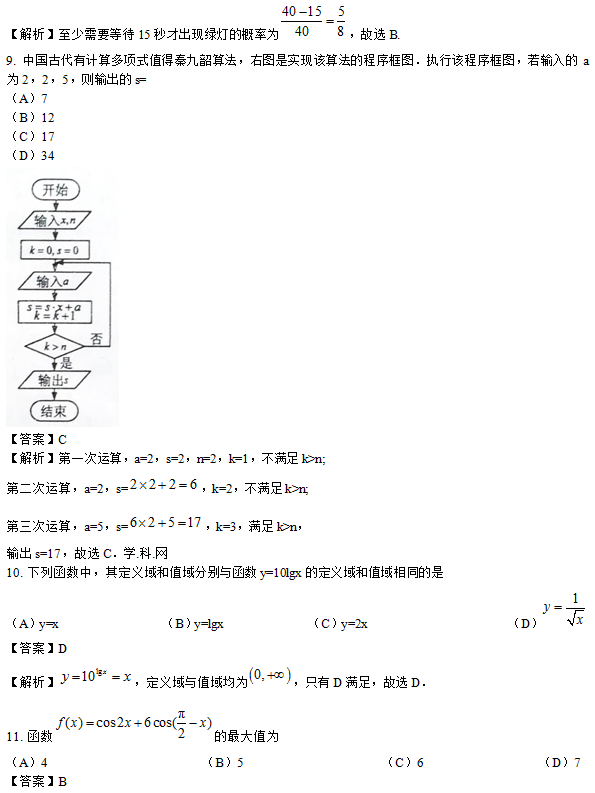 【解析】至少需要等待 15 秒才出现绿灯的概率为 \frac{40-15}{40}=\frac{5}{8}，故选 B.
9. 中国古代有计算多项式值得秦九韶算法，右图是实现该算法的程序框图．执行该程序框图，若输入的 a
为 2，2，5，则输出的 s=
（A）7
（B）12
（C）17
（D）34
开始
输入x,n
k=0,s=0
输入a
s=s·x+a
k=k+1
否
k>n
是
输出s
结束
【答案】C
【解析】第一次运算，a=2，s=2，n=2，k=1，不满足 k>n;
第二次运算，a=2，s=2×2+2=6，k=2，不满足 k>n;
第三次运算，a=5，s=6×2+5=17，k=3，满足 k>n，
输出 s=17，故选 C．学.科.网
10. 下列函数中，其定义域和值域分别与函数 y=10lgx 的定义域和值域相同的是
（A）y=x （B）y=lgx （C）y=2x （D）y=\frac{1}{\sqrt{x}}
【答案】D
【解析】y=10^{lgx}=x，定义域与值域均为(0,+∞)，只有 D 满足，故选 D．
11. 函数 f(x)=cos2x+6cos(\frac{π}{2}-x) 的最大值为
（A）4 （B）5 （C）6 （D）7
【答案】B